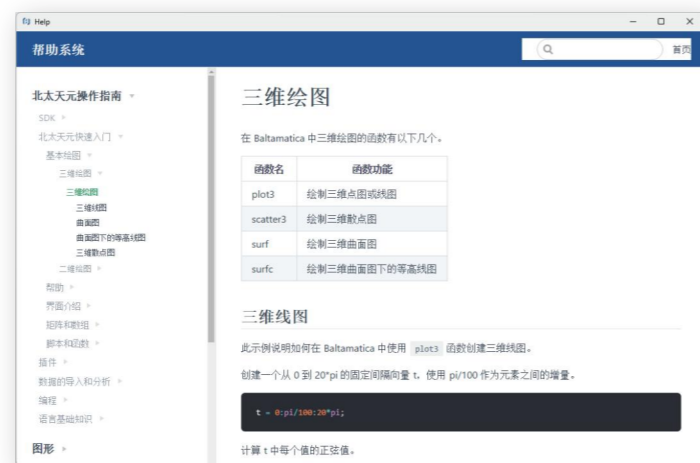 Help
帮助系统
首页
北太天元操作指南
SDK
北太天元快速入门
基本绘图
三维绘图
三维绘图
三维线图
曲面图
曲面图下的等高线图
三维散点图
二维绘图
帮助
界面介绍
矩阵和数组
脚本和函数
插件
数据的导入和分析
编程
语言基础知识
图形
三维绘图
在 Baltamatica 中三维绘图的函数有以下几个。
函数名 函数功能
plot3 绘制三维点图或线图
scatter3 绘制三维散点图
surf 绘制三维曲面图
surfc 绘制三维曲面图下的等高线图
三维线图
此示例说明如何在 Baltamatica 中使用 plot3 函数创建三维线图。
创建一个从 0 到 20*pi 的固定间隔向量 t。使用 pi/100 作为元素之间的增量。
t = 0:pi/100:20*pi;
计算 t 中每个值的正弦值。